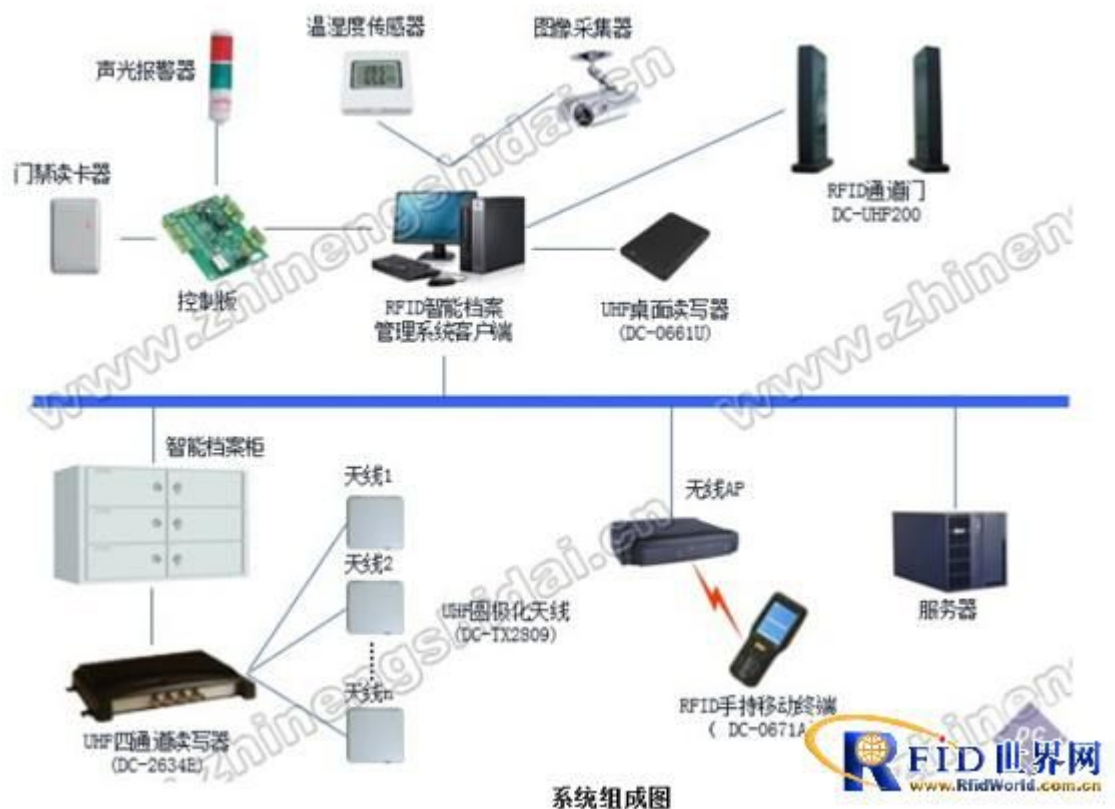 温湿度传感器
图像采集器
声光报警器
门禁读卡器
RFID通道门
DC-UHF200
控制版
RFID智能档案
管理系统客户端
UHF桌面读写器
(DC-0661U)
www.zhinengshidai.cn
智能档案柜
天线1
无线AP
天线2
UHF圆极化天线
(DC-TX2809)
服务器
天线n
RFID手持移动终端
( DC-0671A
UHF四通道读写器
(DC-2634E)
RFID 世界网
www.RfidWorld.com.cn
系统组成图